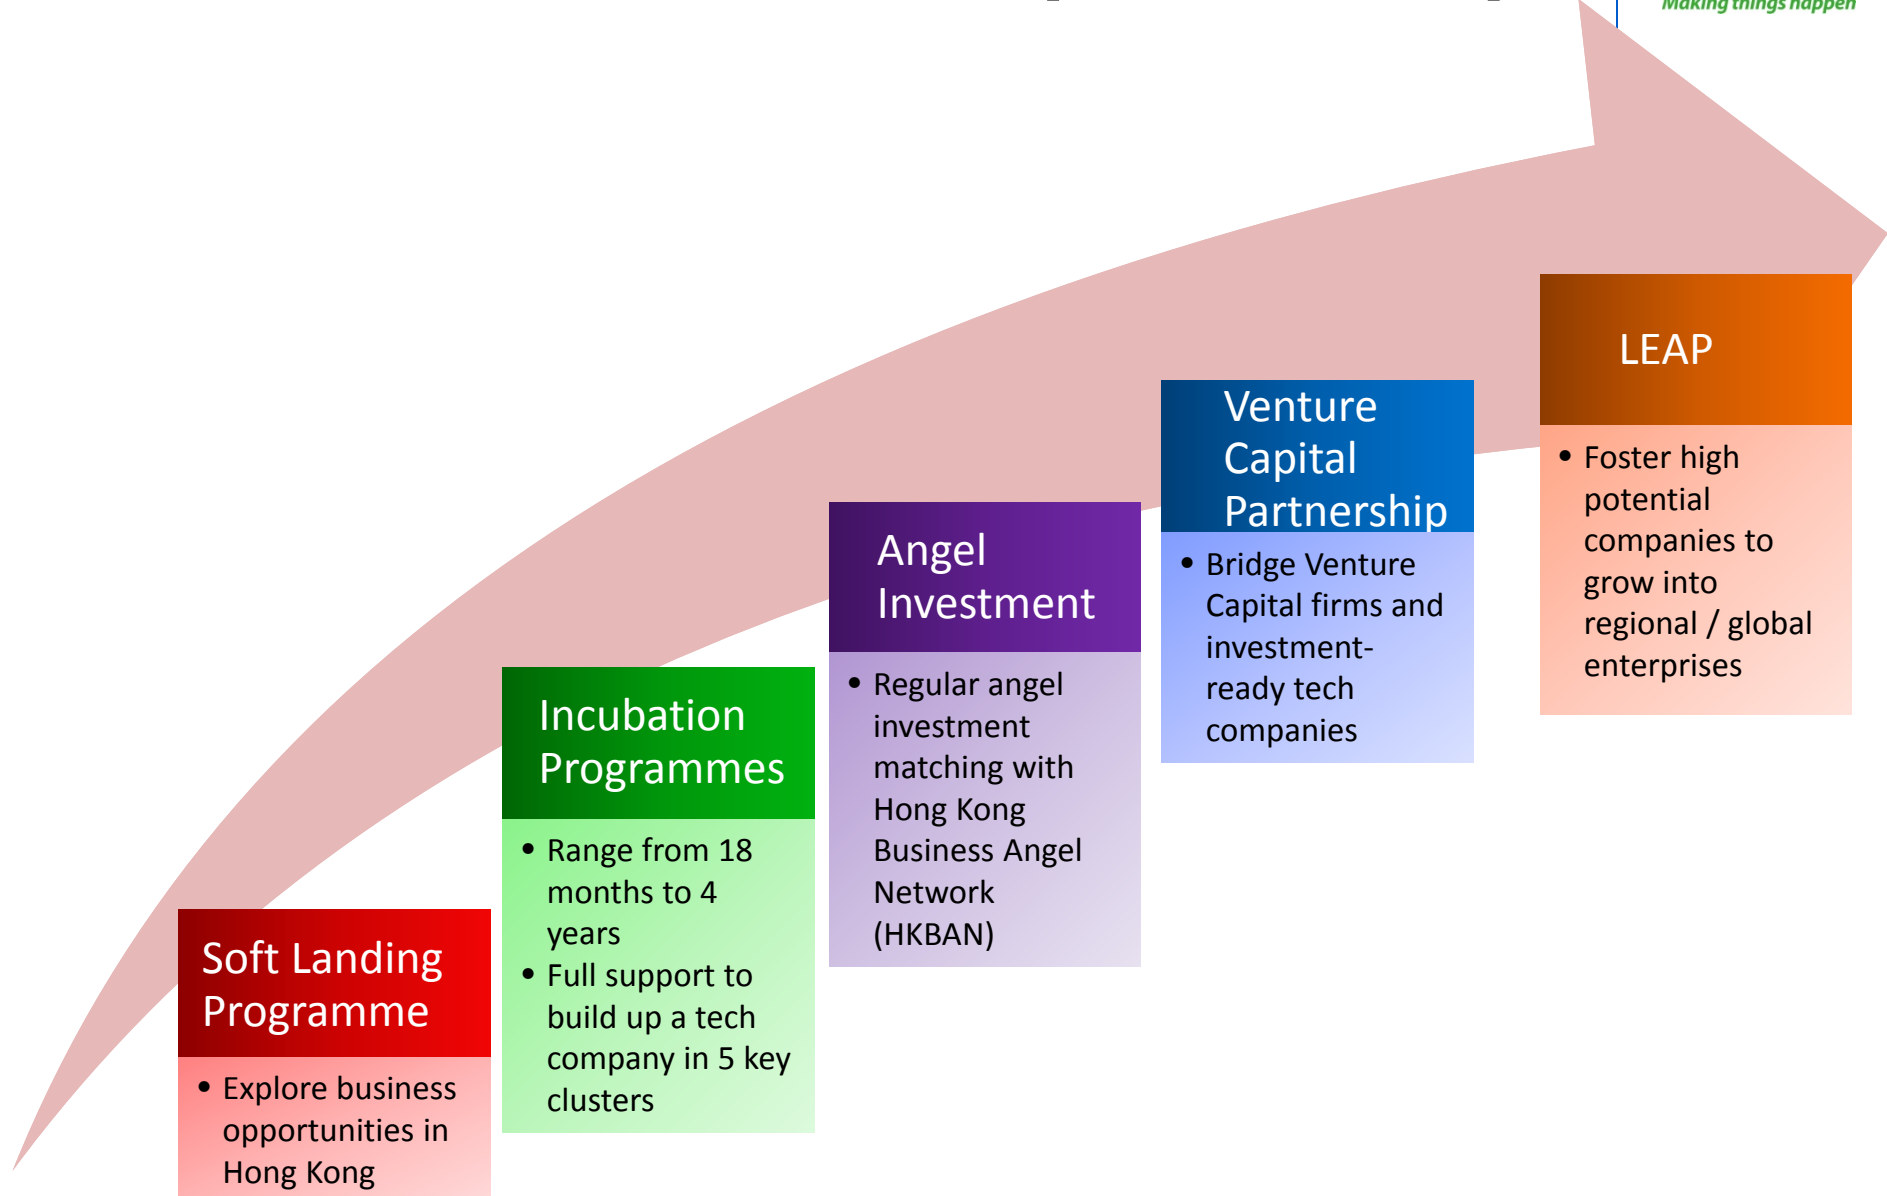 Making things happen
LEAP
• Foster high
potential
companies to
grow into
regional / global
enterprises
Venture
Capital
Partnership
• Bridge Venture
Capital firms and
investment-
ready tech
companies
Angel
Investment
• Regular angel
investment
matching with
Hong Kong
Business Angel
Network
(HKBAN)
Incubation
Programmes
• Range from 18
months to 4
years
• Full support to
build up a tech
company in 5 key
clusters
Soft Landing
Programme
• Explore business
opportunities in
Hong Kong